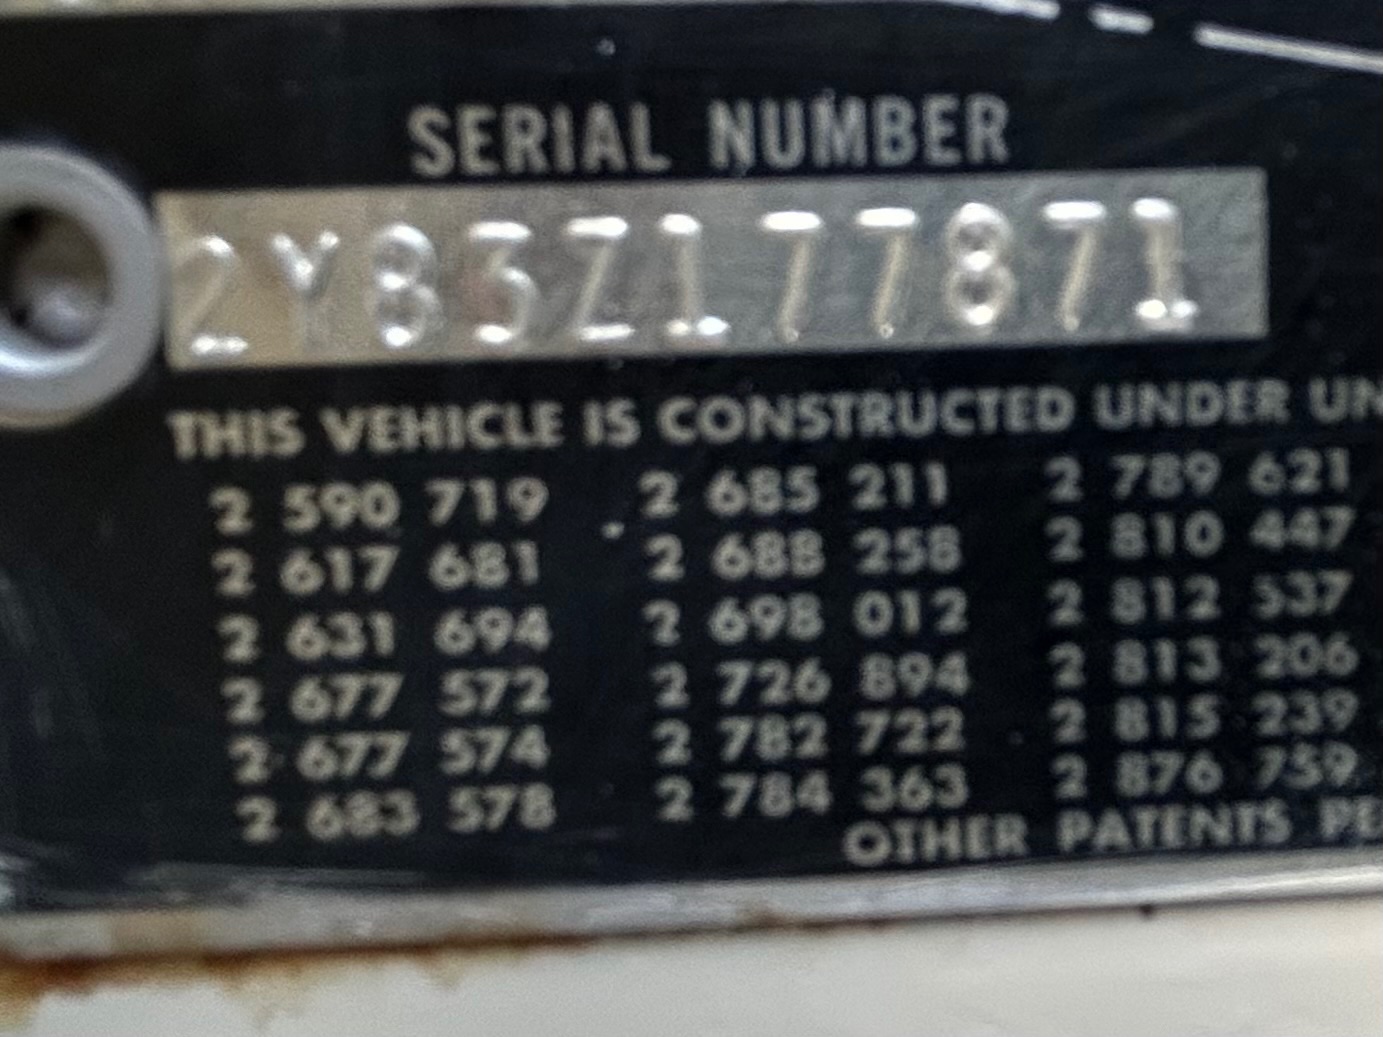 SERIAL NUMBER
2Y83Z177871
THIS VEHICLE IS CONSTRUCTED UNDER UN
2 590 719 2 685 211 2 789 621
2 617 681 2 688 258 2 810 447
2 631 694 2 698 012 2 812 537
2 677 572 2 726 894 2 813 206
2 677 574 2 782 722 2 815 239
2 683 578 2 784 363 2 876 759
OTHER PATENTS PE